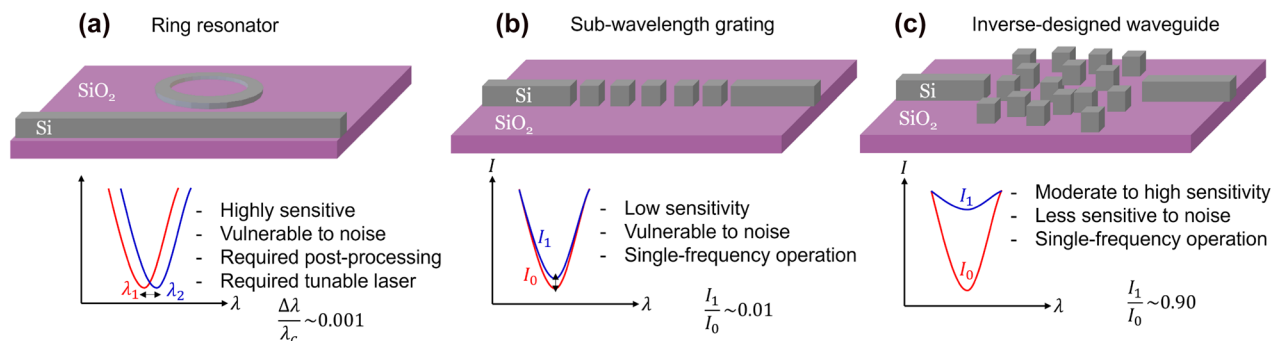 (a) Ring resonator
SiO₂
Si
λ₁ λ₂
λ
- Highly sensitive
- Vulnerable to noise
- Required post-processing
- Required tunable laser
Δλ/λ꜀ ~0.001
(b) Sub-wavelength grating
Si
SiO₂
I
I₁
I₀
λ
- Low sensitivity
- Vulnerable to noise
- Single-frequency operation
I₁/I₀ ~0.01
(c) Inverse-designed waveguide
Si
SiO₂
I
I₁
I₀
λ
- Moderate to high sensitivity
- Less sensitive to noise
- Single-frequency operation
I₁/I₀ ~0.90